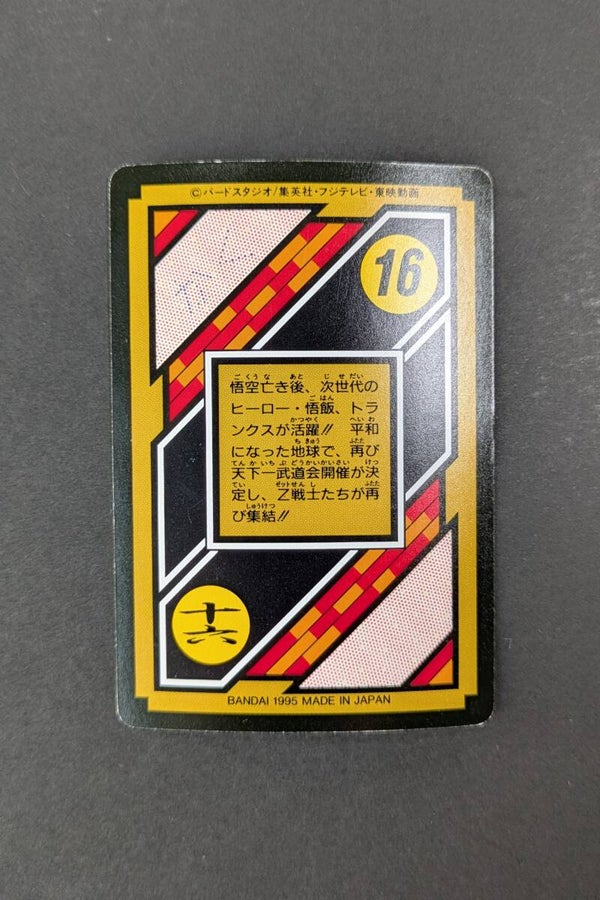 ©バードスタジオ/集英社・フジテレビ・東映動画
16
悟空亡き後、次世代の
ヒーロー・悟飯、トラ
ンクスが活躍!! 平和
になった地球で、再び
天下一武道会開催が決
定し、Z戦士たちが再
び集結!!
十六
BANDAI 1995 MADE IN JAPAN